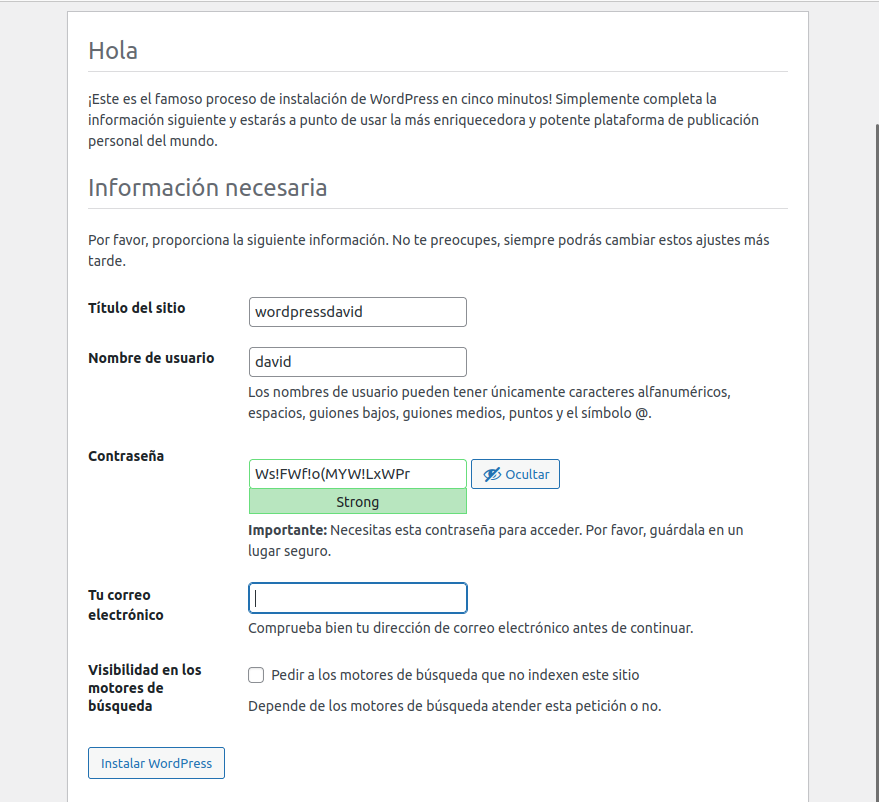 Hola
¡Este es el famoso proceso de instalación de WordPress en cinco minutos! Simplemente completa la
información siguiente y estarás a punto de usar la más enriquecedora y potente plataforma de publicación
personal del mundo.
Información necesaria
Por favor, proporciona la siguiente información. No te preocupes, siempre podrás cambiar estos ajustes más
tarde.
Título del sitio
wordpressdavid
Nombre de usuario
david
Los nombres de usuario pueden tener únicamente caracteres alfanuméricos,
espacios, guiones bajos, guiones medios, puntos y el símbolo @.
Contraseña
Ws!FWf!o(MYW!LxWPr
Ocultar
Strong
Importante: Necesitas esta contraseña para acceder. Por favor, guárdala en un
lugar seguro.
Tu correo
electrónico
Comprueba bien tu dirección de correo electrónico antes de continuar.
Visibilidad en los
motores de
búsqueda
Pedir a los motores de búsqueda que no indexen este sitio
Depende de los motores de búsqueda atender esta petición o no.
Instalar WordPress